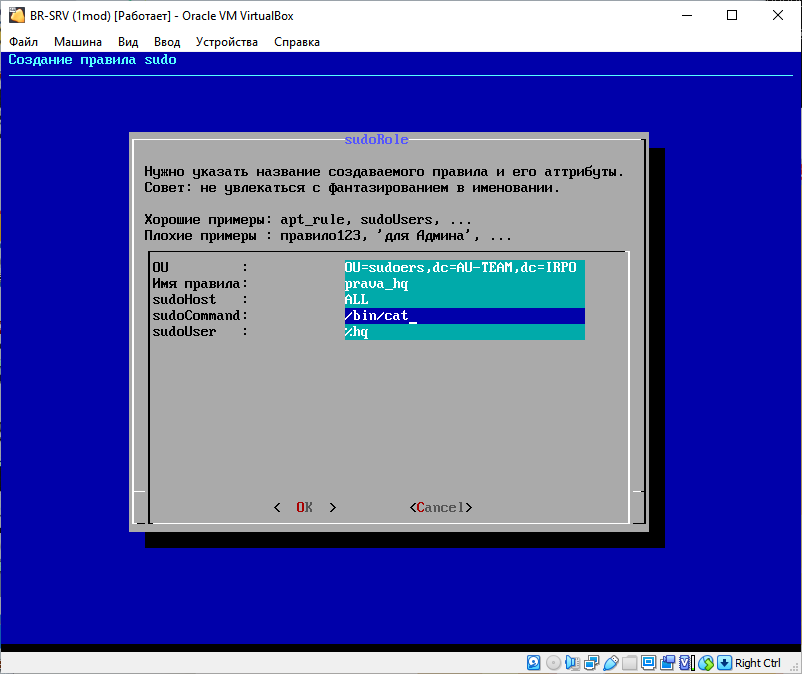 BR-SRV (1mod) [Работает] - Oracle VM VirtualBox
Файл Машина Вид Ввод Устройства Справка
Создание правила sudo
sudoRole
Нужно указать название создаваемого правила и его аттрибуты.
Совет: не увлекаться с фантазированием в именовании.
Хорошие примеры: apt_rule, sudoUsers, ...
Плохие примеры : правило123, 'для Админа', ...
OU : OU=sudoers,dc=AU-TEAM,dc=IRPO
Имя правила: prava_hq
sudoHost : ALL
sudoCommand: /bin/cat_
sudoUser : %hq
< OK > <Cancel>
Right Ctrl